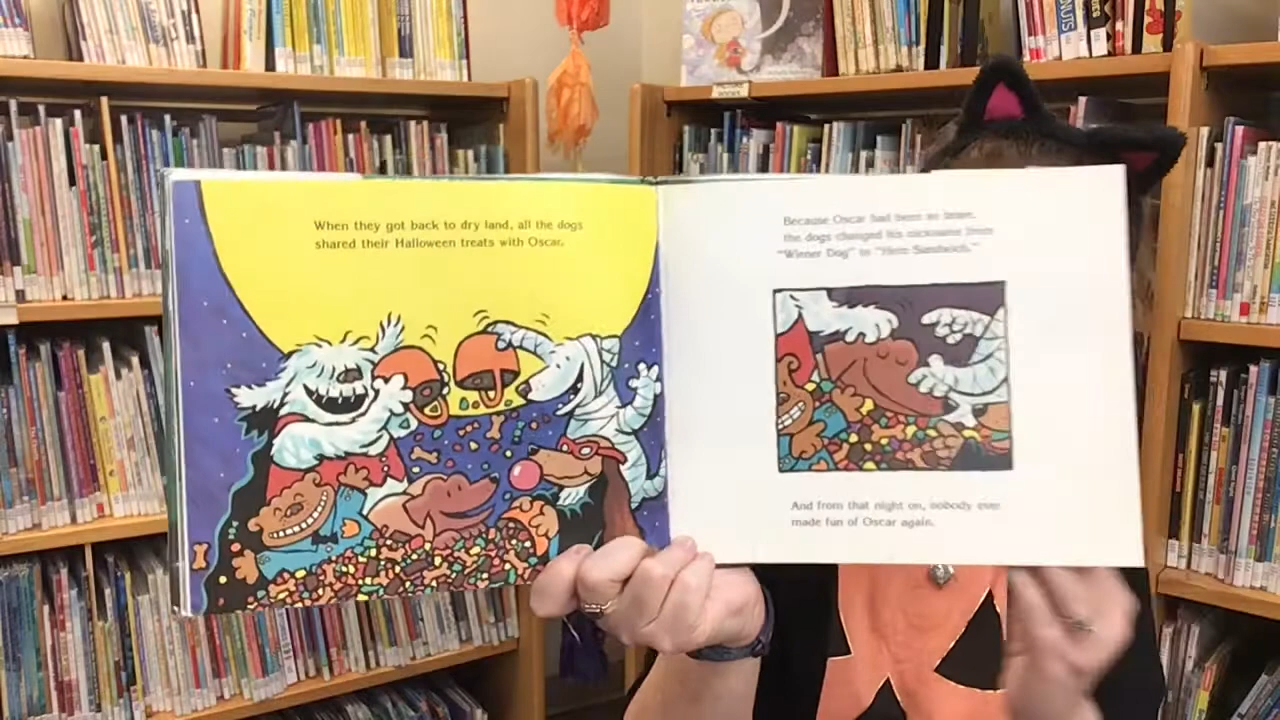 When they got back to dry land, all the dogs
shared their Halloween treats with Oscar.
Because Oscar had been so brave,
the dogs changed his nickname from
"Wiener Dog" to "Hero Sandwich."
And from that night on, nobody ever
made fun of Oscar again.